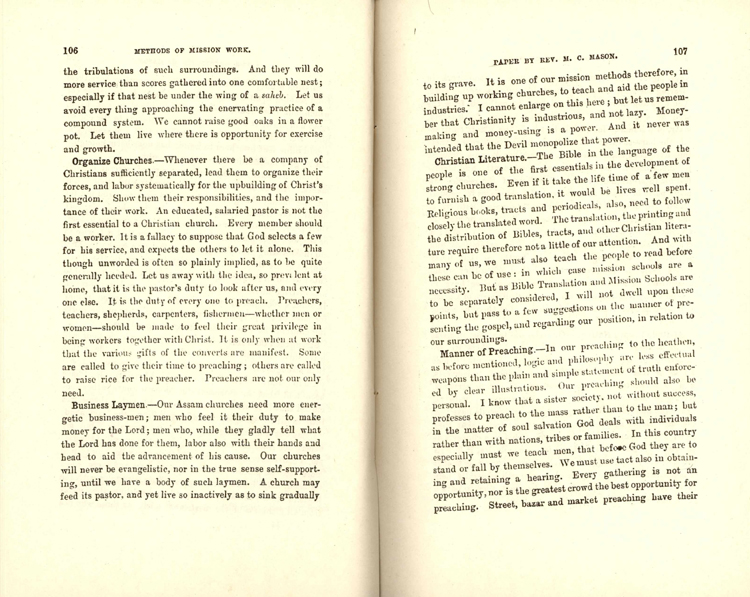 106 METHODS OF MISSION WORK.
the tribulations of such surroundings. And they will do
more service than scores gathered into one comfortable nest;
especially if that nest be under the wing of a saheb. Let us
avoid every thing approaching the enervating practice of a
compound system. We cannot raise good oaks in a flower
pot. Let them live where there is opportunity for exercise
and growth.
Organize Churches.—Whenever there be a company of
Christians sufficiently separated, lead them to organize their
forces, and labor systematically for the upbuilding of Christ's
kingdom. Show them their responsibilities, and the impor-
tance of their work. An educated, salaried pastor is not the
first essential to a Christian church. Every member should
be a worker. It is a fallacy to suppose that God selects a few
for his service, and expects the others to let it alone. This
though unworded is often so plainly implied, as to be quite
generally heeded. Let us away with the idea, so prevalent at
home, that it is the pastor's duty to look after us, and every
one else. It is the duty of every one to preach. Preachers,
teachers, shepherds, carpenters, fishermen—whether men or
women—should be made to feel their great privilege in
being workers together with Christ. It is only when at work
that the various gifts of the converts are manifest. Some
are called to give their time to preaching; others are called
to raise rice for the preacher. Preachers are not our only
need.
Business Laymen.—Our Assam churches need more ener-
getic business-men; men who feel it their duty to make
money for the Lord; men who, while they gladly tell what
the Lord has done for them, labor also with their hands and
head to aid the advancement of his cause. Our churches
will never be evangelistic, nor in the true sense self-support-
ing, until we have a body of such laymen. A church may
feed its pastor, and yet live so inactively as to sink gradually
PAPER BY REV. M. C. MASON. 107
to its grave. It is one of our mission methods therefore, in
building up working churches, to teach and aid the people in
industries. I cannot enlarge on this here; but let us remem-
ber that Christianity is industrious, and not lazy. Money-
making and money-using is a power. And it never was
intended that the Devil monopolize that power.
Christian Literature.—The Bible in the language of the
people is one of the first essentials in the development of
strong churches. Even if it take the life time of a few men
to furnish a good translation, it would be lives well spent.
Religious books, tracts and periodicals, also, need to follow
closely the translated word. The translation, the printing and
the distribution of Bibles, tracts, and other Christian litera-
ture require therefore not a little of our attention. And with
many of us, we must also teach the people to read before
these can be of use: in which case mission schools are a
necessity. But as Bible Translation and Mission Schools are
to be separately considered, I will not dwell upon these
points, but pass to a few suggestions on the manner of pre-
senting the gospel, and regarding our position, in relation to
our surroundings.
Manner of Preaching.—In our preaching to the heathen,
as before mentioned, logic and philosophy are less effectual
weapons than the plain and simple statement of truth enforc-
ed by clear illustrations. Our preaching should also be
personal. I know that a sister society, not without success,
professes to preach to the mass rather than to the man; but
in the matter of soul salvation God deals with individuals
rather than with nations, tribes or families. In this country
especially must we teach men, that before God they are to
stand or fall by themselves. We must use tact also in obtain-
ing and retaining a hearing. Every gathering is not an
opportunity, nor is the greatest crowd the best opportunity for
preaching. Street, bazar and market preaching have their